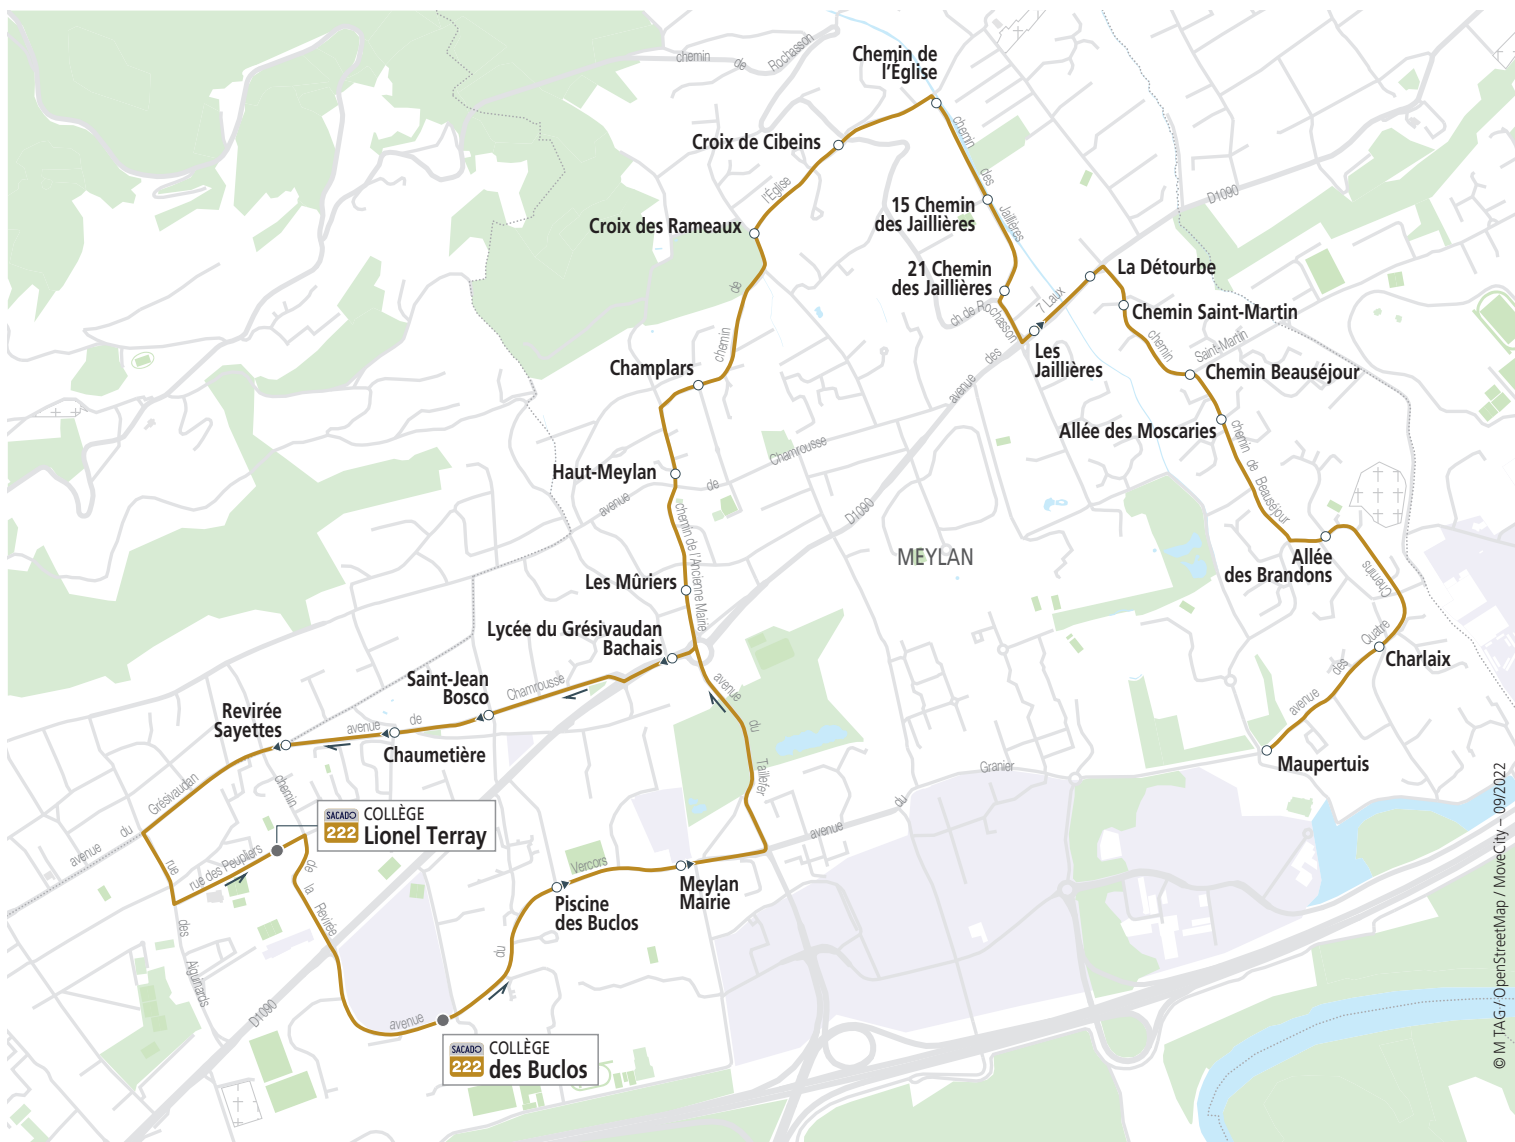 chemin
de
Rochasson
Chemin de
l'Église
Croix de Cibeins
chemin
des
Jaillières
l'Église
15 Chemin
des Jaillières
D1090
Croix des Rameaux
de
21 Chemin
des Jaillières
La Détourbe
7 Laux
ch de Rochasson
Chemin Saint-Martin
chemin
Saint-Martin
Les
Jaillières
des
avenue
chemin
Champlars
Chemin Beauséjour
Allée des Moscaries
chemin de Beauséjour
Chamrousse
de
avenue
Haut-Meylan
D1090
chemin de l'Ancienne Mairie
MEYLAN
Allée
des Brandons
Chemins
Quatre
des
avenue
Les Mûriers
Lycée du Grésivaudan
Bachais
Charlaix
Saint-Jean
Bosco
Chamrousse
avenue
du
Taillefer
Revirée
Sayettes
avenue
de
Chaumetière
Maupertuis
Granier
du
avenue
chemin
de la Revirée
Grésivaudan
du
avenue
SACADO
222
COLLÈGE
Lionel Terray
rue
des
Aiguinards
rue des Peupliers
Vercors
du
avenue
Piscine
des Buclos
Meylan
Mairie
D1090
SACADO
222
COLLÈGE
des Buclos
© M TAG / OpenStreetMap / MoveCity – 09/2022